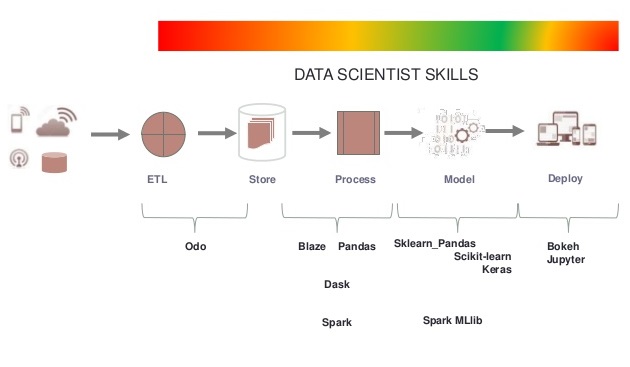 DATA SCIENTIST SKILLS
ETL Store Process Model Deploy
Odo Blaze Pandas Sklearn_Pandas Bokeh
Scikit-learn Jupyter
Keras
Dask
Spark Spark MLlib